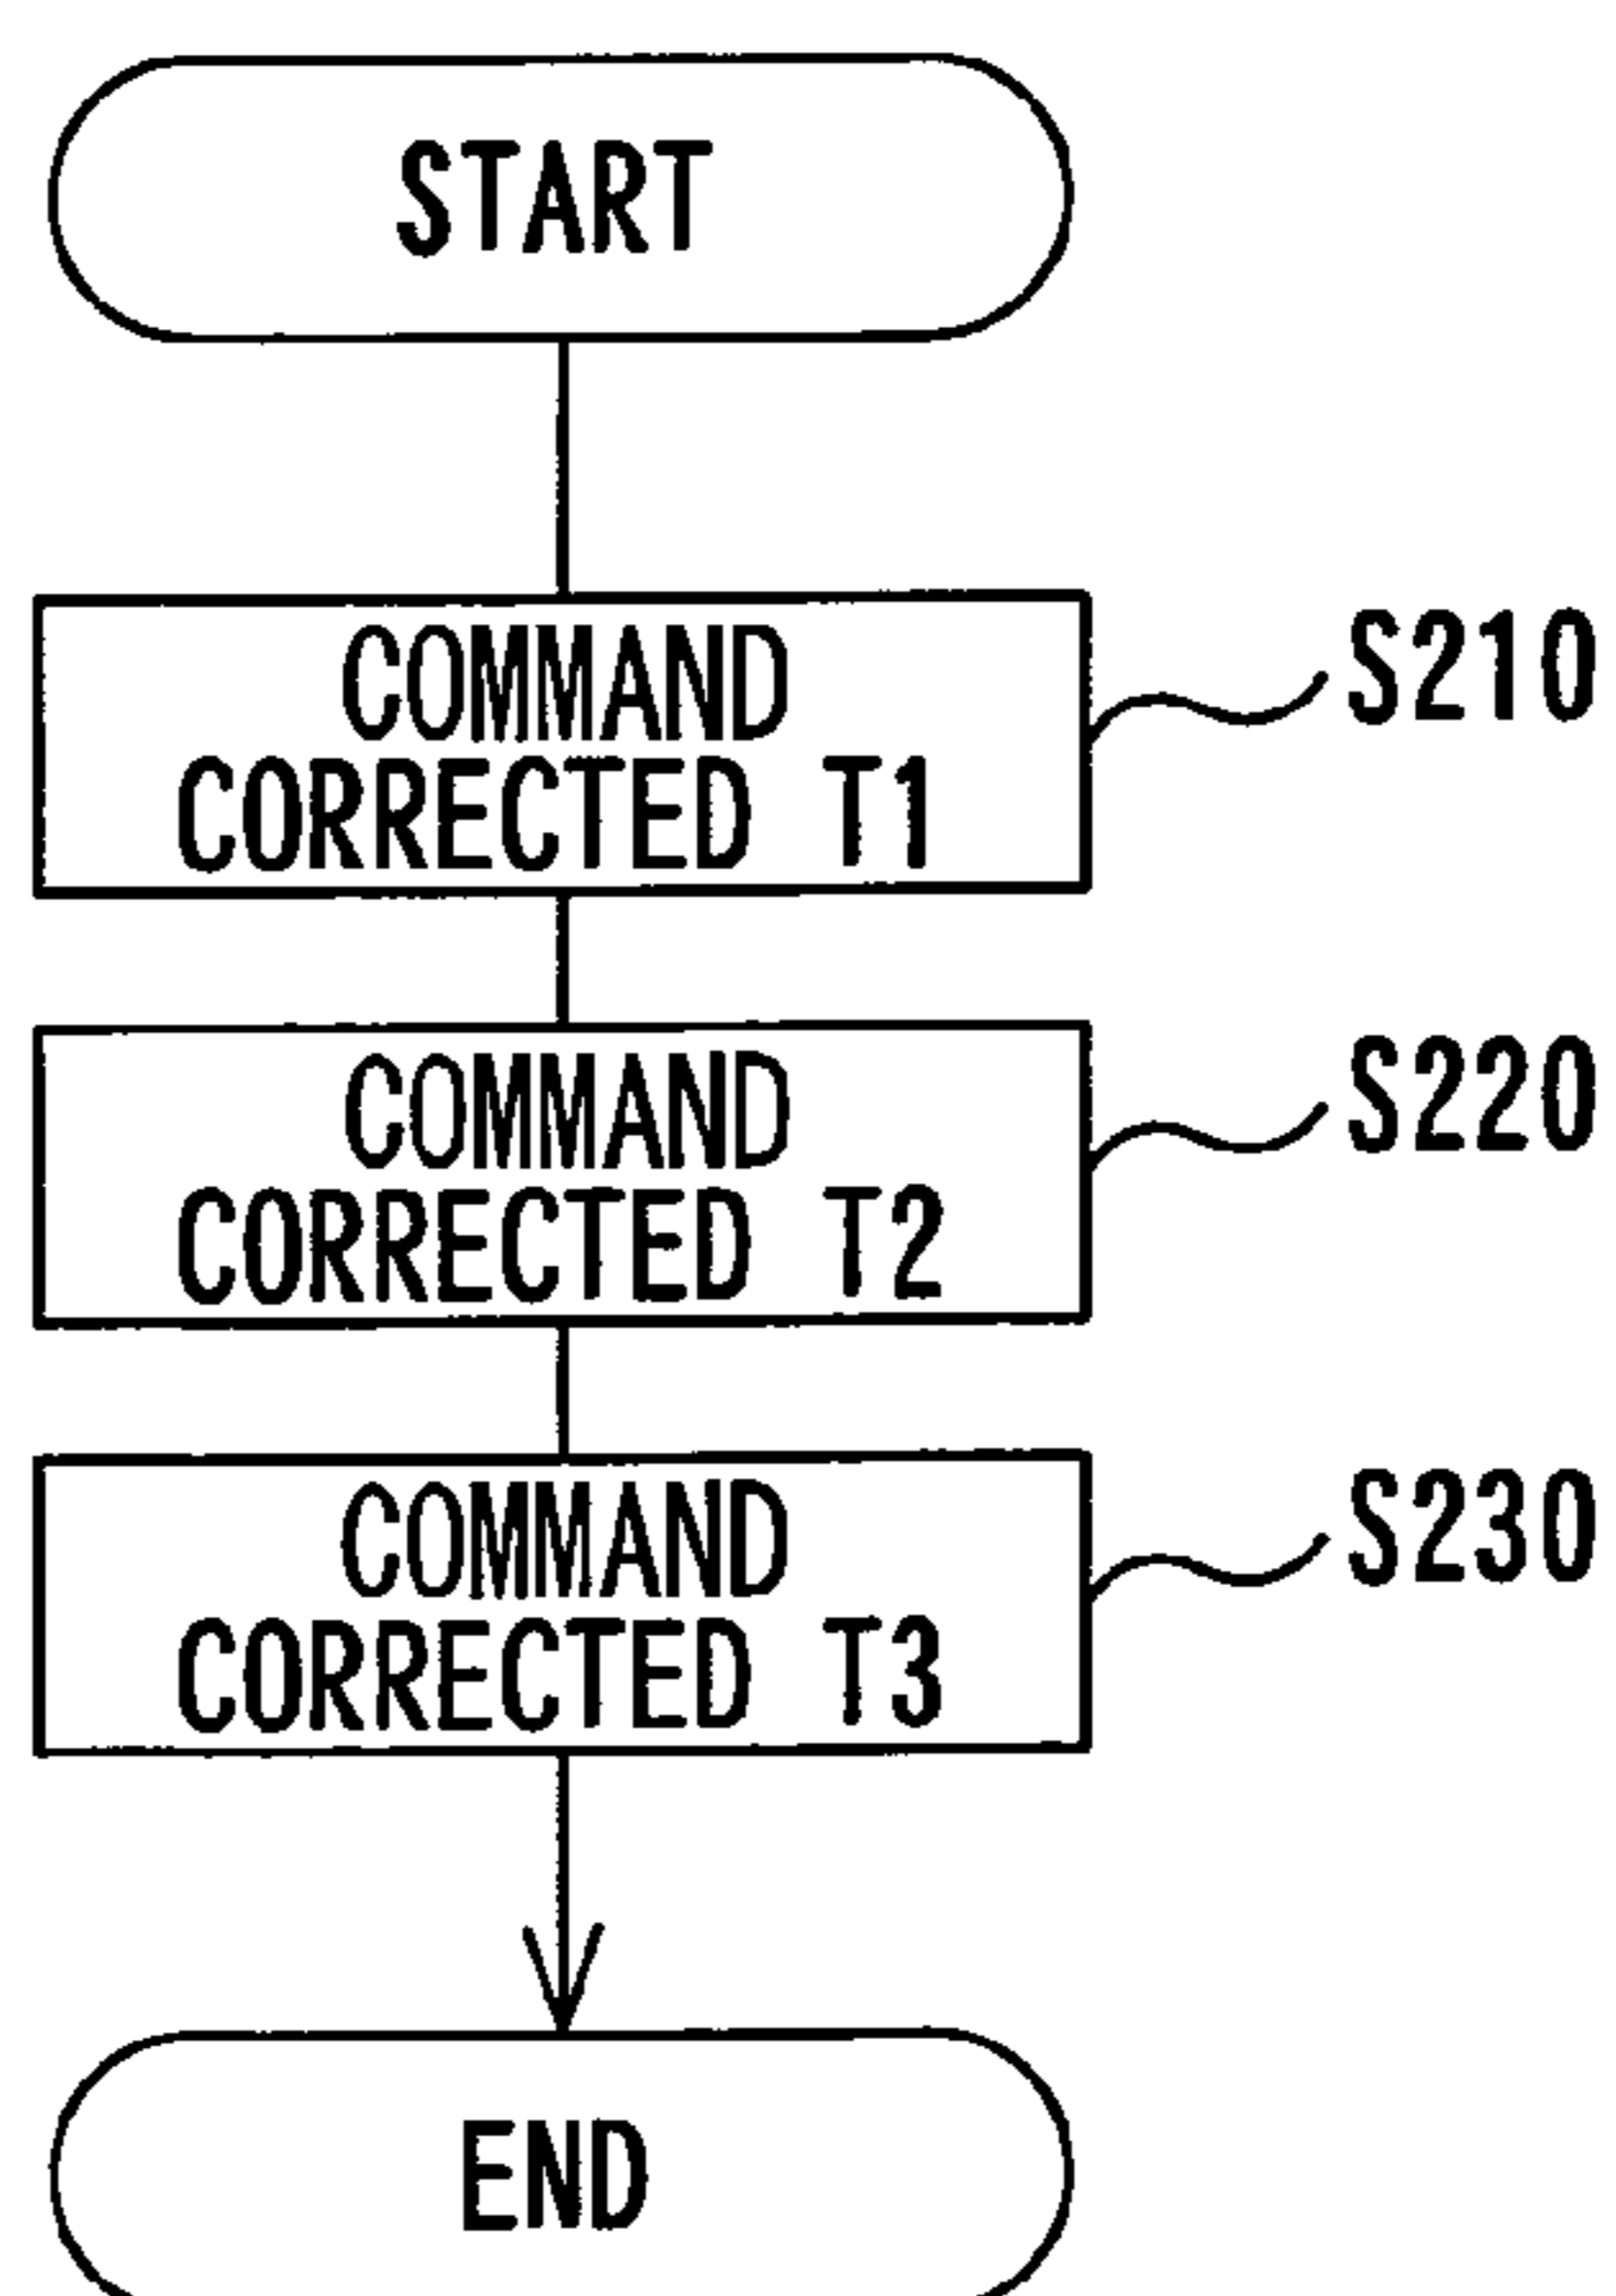 START
COMMAND
CORRECTED T1
S210
COMMAND
CORRECTED T2
S220
COMMAND
CORRECTED T3
S230
END